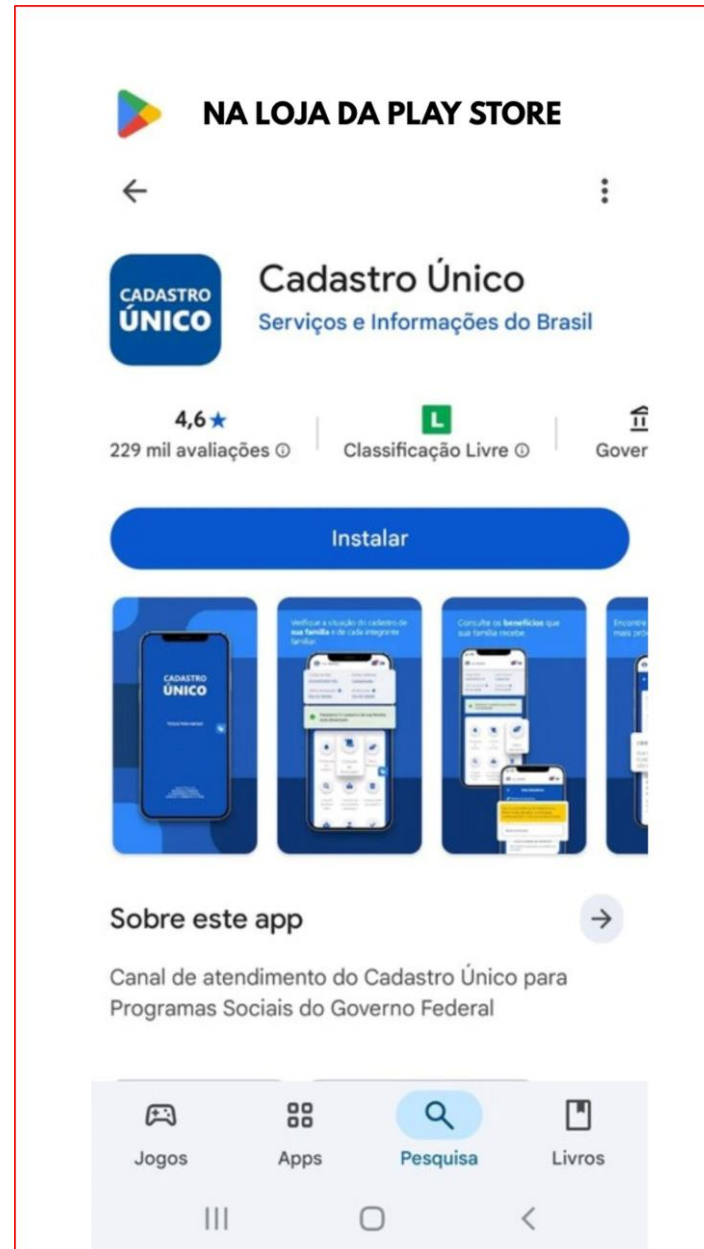 NA LOJA DA PLAY STORE
CADASTRO
ÚNICO
Cadastro Único
Serviços e Informações do Brasil
4,6★
229 mil avaliações
L
Classificação Livre
Gover
Instalar
CADASTRO
ÚNICO
Verifique a situação do cadastro de
sua família e de cada integrante
familiar.
Consulte os benefícios que
sua família recebe.
Encontre
mais pró
Sobre este app
Canal de atendimento do Cadastro Único para
Programas Sociais do Governo Federal
Jogos
Apps
Pesquisa
Livros